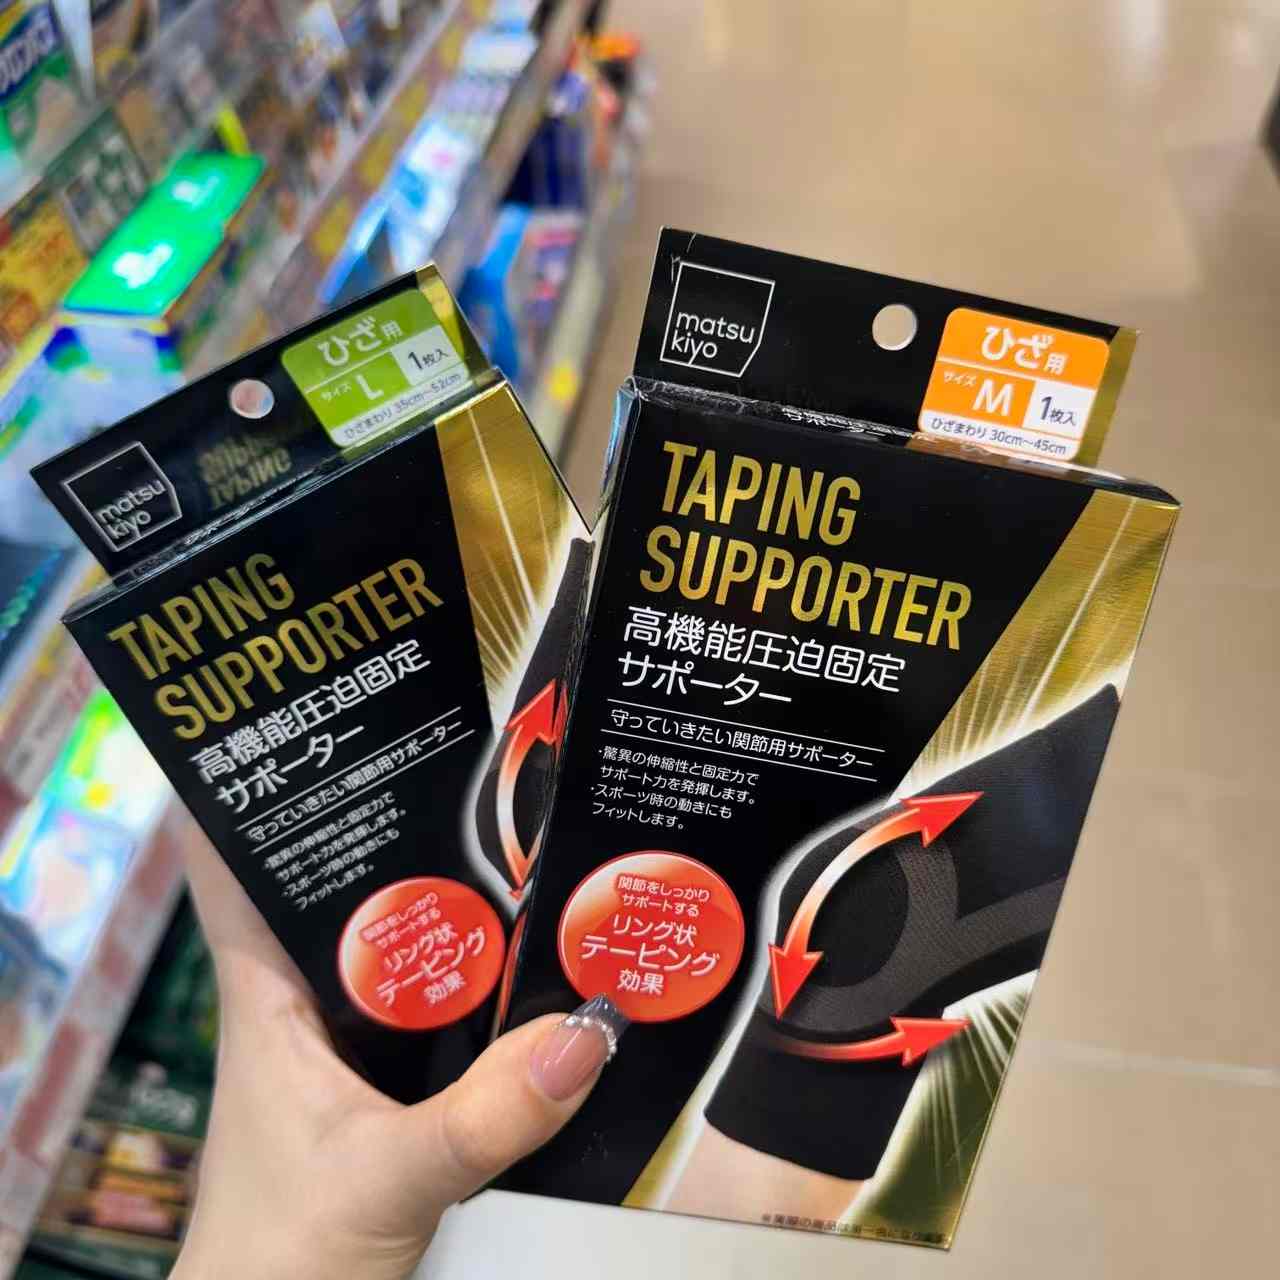 matsu
kiyo
ひざ用
サイズ L 1枚入
ひざまわり 35cm～52cm
TAPING
SUPPORTER
高機能圧迫固定
サポーター
守っていきたい関節用サポーター
・驚異の伸縮性と固定力で
サポート力を発揮します。
・スポーツ時の動きにも
フィットします。
関節をしっかり
サポートする
リング状
テーピング
効果
matsu
kiyo
ひざ用
サイズ M 1枚入
ひざまわり 30cm～45cm
サポーター
TAPING
SUPPORTER
高機能圧迫固定
サポーター
守っていきたい関節用サポーター
・驚異の伸縮性と固定力で
サポート力を発揮します。
・スポーツ時の動きにも
フィットします。
関節をしっかり
サポートする
リング状
テーピング
効果